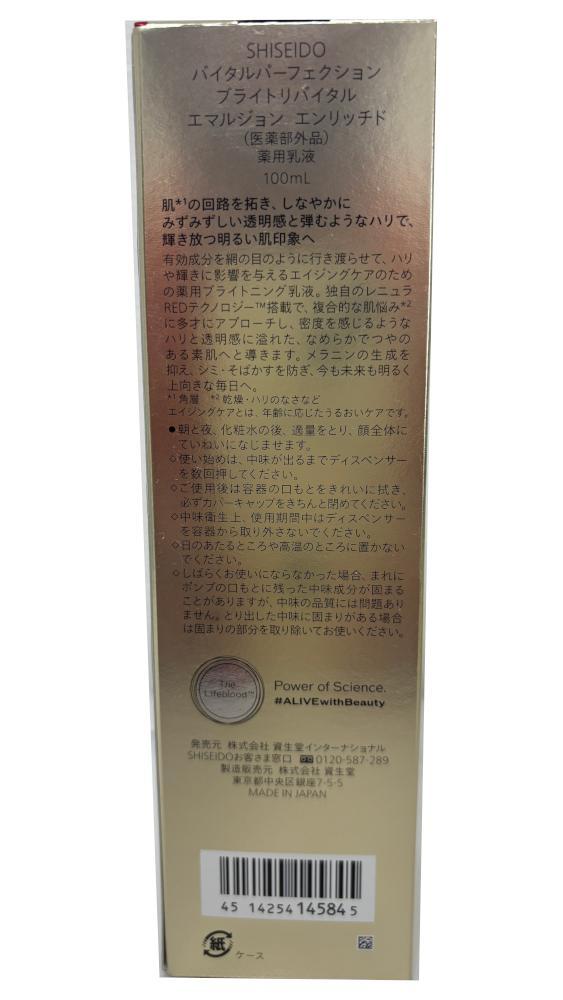 SHISEIDO
バイタルパーフェクション
ブライトリバイタル
エマルジョン エンリッチド
(医薬部外品)
薬用乳液
100mL
肌*1の回路を拓き、しなやかに
みずみずしい透明感と弾むようなハリで、
輝き放つ明るい肌印象へ
有効成分を網の目のように行き渡らせて、ハリ
や輝きに影響を与えるエイジングケアのため
の薬用ブライトニング乳液。独自のレニュラ
REDテクノロジー™搭載で、複合的な肌悩み*2
に多才にアプローチし、密度を感じるような
ハリと透明感に溢れた、なめらかでつやの
ある素肌へと導きます。メラニンの生成を
抑え、シミ・そばかすを防ぎ、今も未来も明るく
上向きな毎日へ。
*1 角層 *2 乾燥・ハリのなさなど
エイジングケアとは、年齢に応じたうるおいケアです。
●朝と夜、化粧水の後、適量をとり、顔全体に
ていねいになじませます。
◇使い始めは、中味が出るまでディスペンサー
を数回押してください。
◇ご使用後は容器の口もとをきれいに拭き、
必ずカバーキャップをきちんと閉めてください。
◇中味衛生上、使用期間中はディスペンサー
を容器から取り外さないでください。
◇日のあたるところや高温のところに置かない
でください。
◇しばらくお使いにならなかった場合、まれに
ポンプの口もとに残った中味成分が固まる
ことがありますが、中味の品質には問題あり
ません。とり出した中味に固まりがある場合
は固まりの部分を取り除いてお使いください。
The
Lifeblood™
Power of Science.
#ALIVEwithBeauty
発売元 株式会社 資生堂インターナショナル
SHISEIDOお客さま窓口 0120-587-289
製造販売元 株式会社 資生堂
東京都中央区銀座7-5-5
MADE IN JAPAN
45 14254 14584 5
紙
ケース